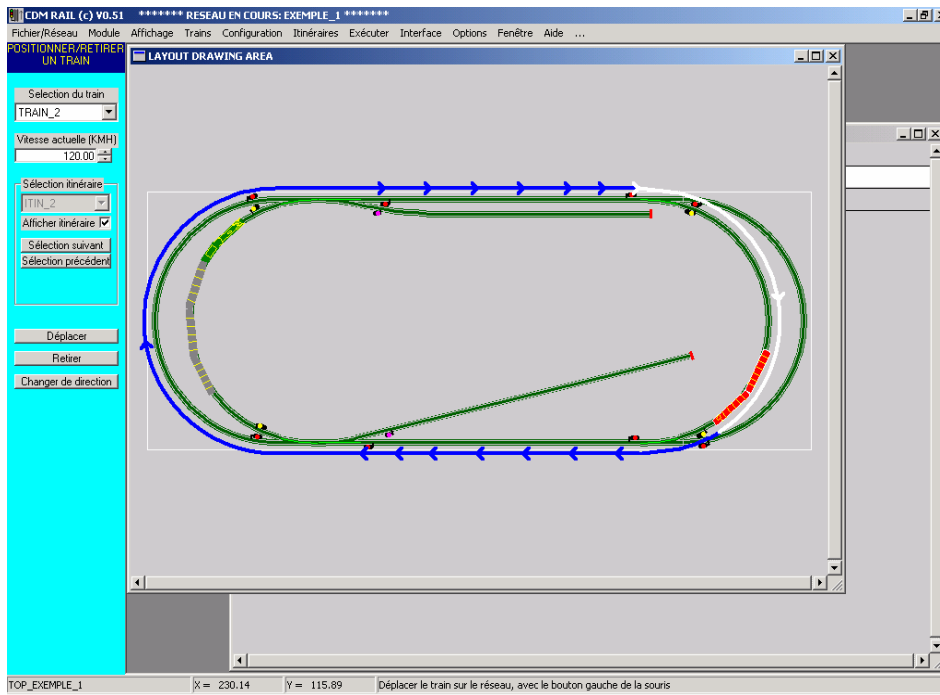 CDM RAIL (c) V0.51 ******* RESEAU EN COURS: EXEMPLE_1 *******
Fichier/Réseau Module Affichage Trains Configuration Itinéraires Exécuter Interface Options Fenêtre Aide ...
POSITIONNER/RETIRER
UN TRAIN
LAYOUT DRAWING AREA
Selection du train
TRAIN_2
Vitesse actuelle (KMH)
120.00
Sélection itinéraire
ITIN_2
Afficher itinéraire
Sélection suivant
Sélection précédent
Déplacer
Retirer
Changer de direction
TOP_EXEMPLE_1 X = 230.14 Y = 115.89 Déplacer le train sur le réseau, avec le bouton gauche de la souris